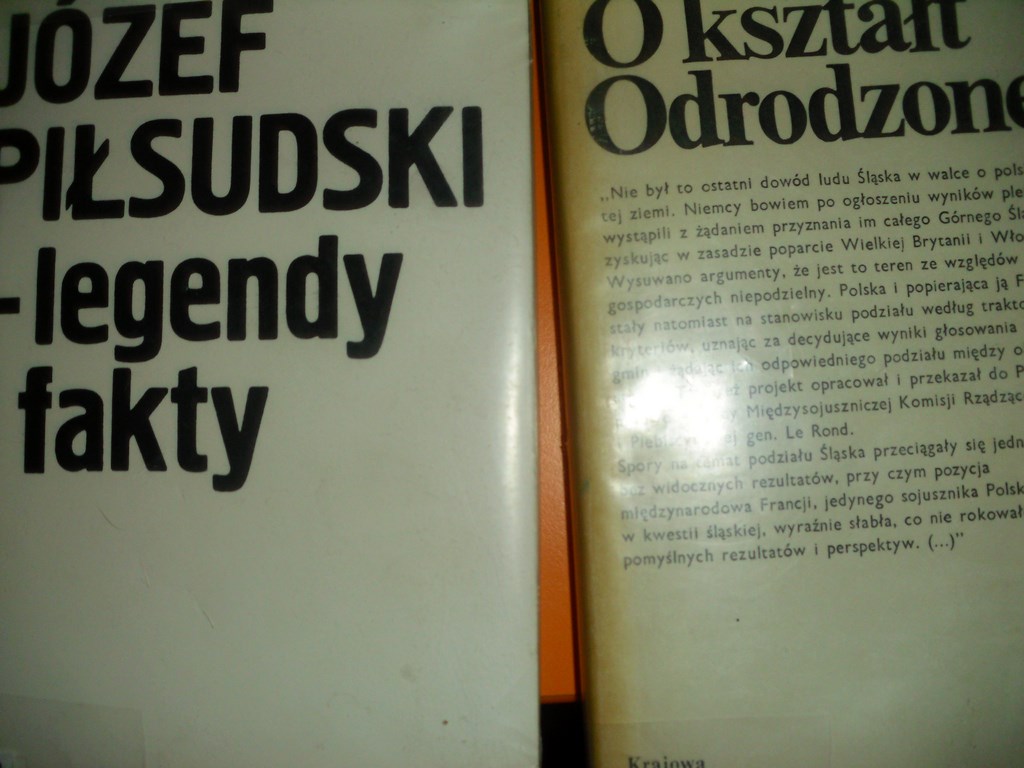 JÓZEF
PIŁSUDSKI
-legendy
fakty
O kształt
Odrodzone
„Nie był to ostatni dowód ludu Śląska w walce o pols
tej ziemi. Niemcy bowiem po ogłoszeniu wyników ple
wystąpili z żądaniem przyznania im całego Górnego Ślą
zyskując w zasadzie poparcie Wielkiej Brytanii i Wło
Wysuwano argumenty, że jest to teren ze względów
gospodarczych niepodzielny. Polska i popierająca ją F
stały natomiast na stanowisku podziału według trakto
kryteriów, uznając za decydujące wyniki głosowania
odpowiedniego podziału między o
projekt opracował i przekazał do P
Międzysojuszniczej Komisji Rządząc
gen. Le Rond.
Spory na temat podziału Śląska przeciągały się jedn
bez widocznych rezultatów, przy czym pozycja
międzynarodowa Francji, jedynego sojusznika Polsk
w kwestii śląskiej, wyraźnie słabła, co nie rokował
pomyślnych rezultatów i perspektyw. (...)”
Krajowa